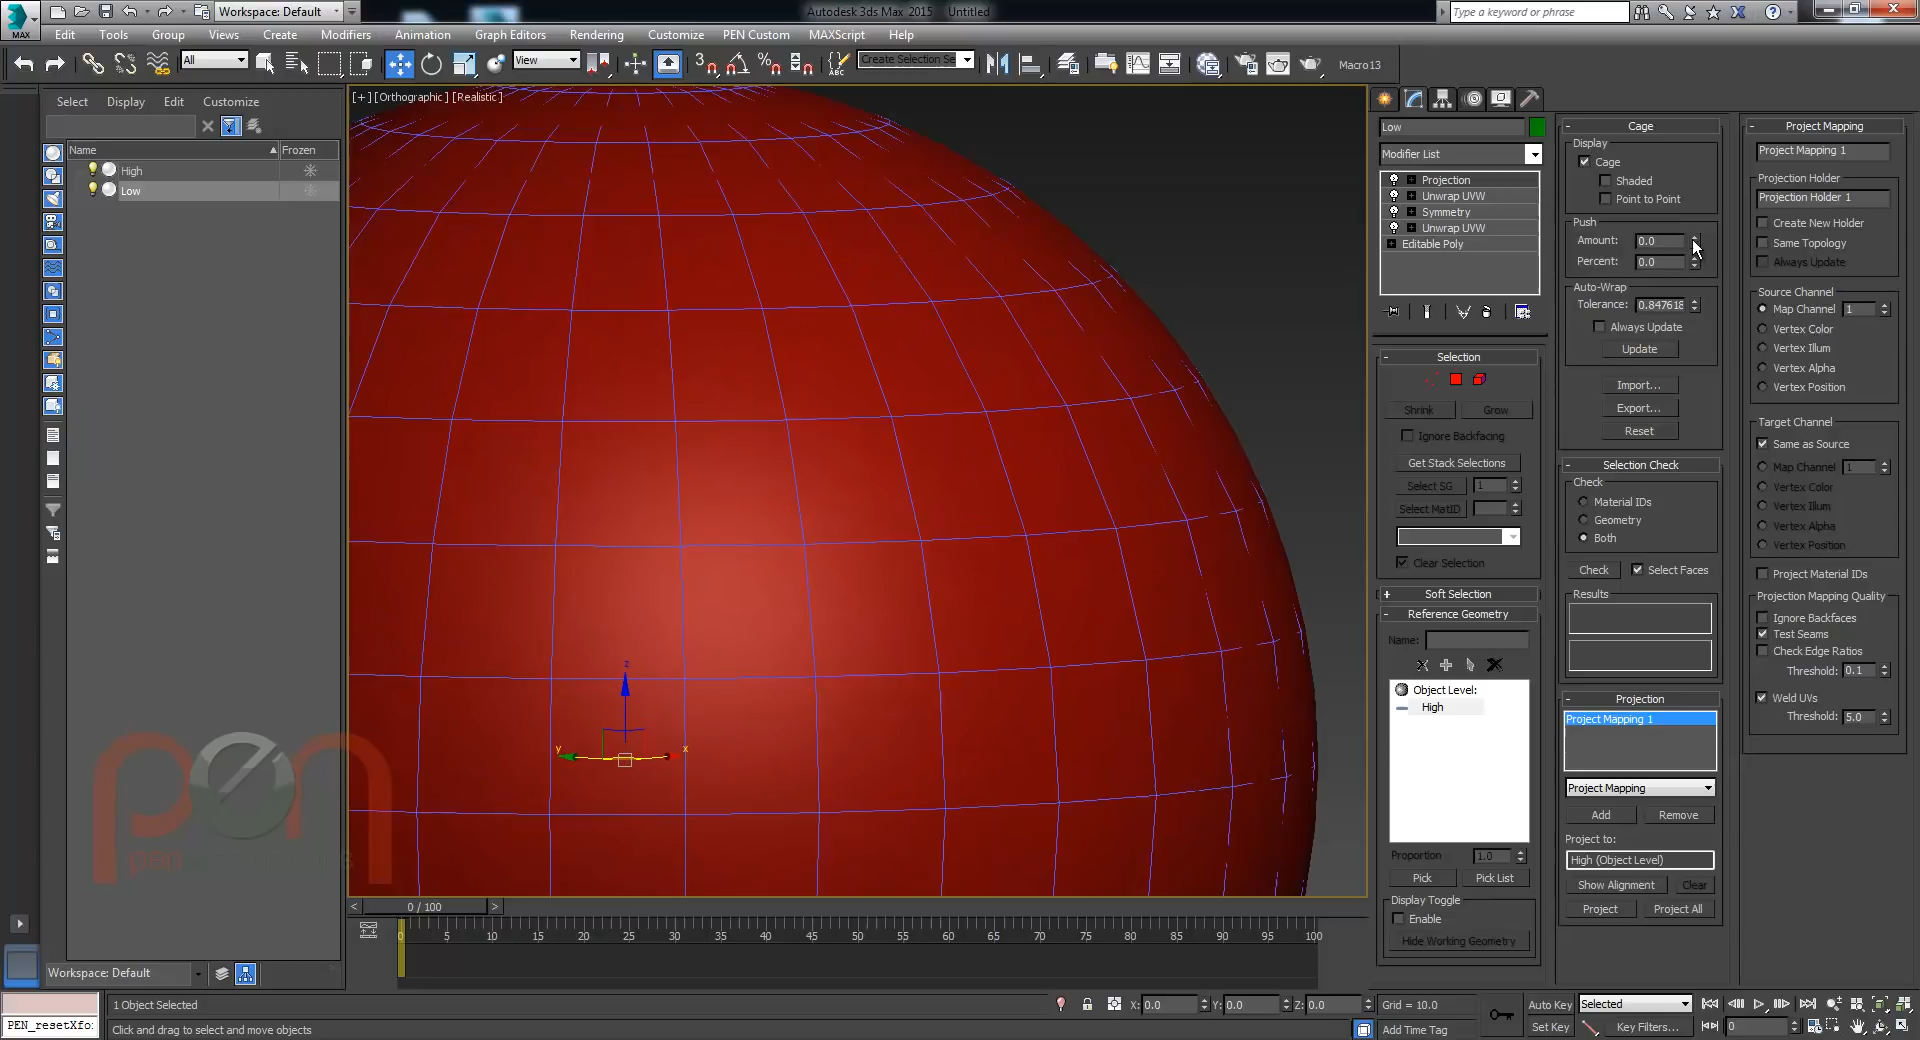 Workspace: Default
Autodesk 3ds Max 2015 Untitled
Type a keyword or phrase
MAX
Edit Tools Group Views Create Modifiers Animation Graph Editors Rendering Customize PEN Custom MAXScript Help
All
View
3
ABC
Create Selection Se
Macro13
Select Display Edit Customize
Name Frozen
High
Low
[+] [Orthographic] [Realistic]
z
y
x
pen
Low
Modifier List
Projection
Unwrap UVW
Symmetry
Unwrap UVW
Editable Poly
Selection
Shrink Grow
Ignore Backfacing
Get Stack Selections
Select SG 1
Select MatID
Clear Selection
Soft Selection
Reference Geometry
Name:
Object Level:
High
Proportion 1.0
Pick Pick List
Display Toggle
Enable
Hide Working Geometry
Cage
Display
Cage
Shaded
Point to Point
Push
Amount: 0.0
Percent: 0.0
Auto-Wrap
Tolerance: 0.847618
Always Update
Update
Import...
Export...
Reset
Selection Check
Check
Material IDs
Geometry
Both
Check Select Faces
Results
Projection
Project Mapping 1
Project Mapping
Add Remove
Project to:
High (Object Level)
Show Alignment Clear
Project Project All
Project Mapping
Project Mapping 1
Projection Holder
Projection Holder 1
Create New Holder
Same Topology
Always Update
Source Channel
Map Channel 1
Vertex Color
Vertex Illum
Vertex Alpha
Vertex Position
Target Channel
Same as Source
Map Channel 1
Vertex Color
Vertex Illum
Vertex Alpha
Vertex Position
Project Material IDs
Projection Mapping Quality
Ignore Backfaces
Test Seams
Check Edge Ratios
Threshold: 0.1
Weld UVs
Threshold: 5.0
< 0 / 100 >
0 5 10 15 20 25 30 35 40 45 50 55 60 65 70 75 80 85 90 95 100
Workspace: Default
1 Object Selected
X: 0.0 Y: 0.0 Z: 0.0
Grid = 10.0
Auto Key Selected
PEN_resetXfo:
Click and drag to select and move objects
Add Time Tag
Set Key Key Filters...
0